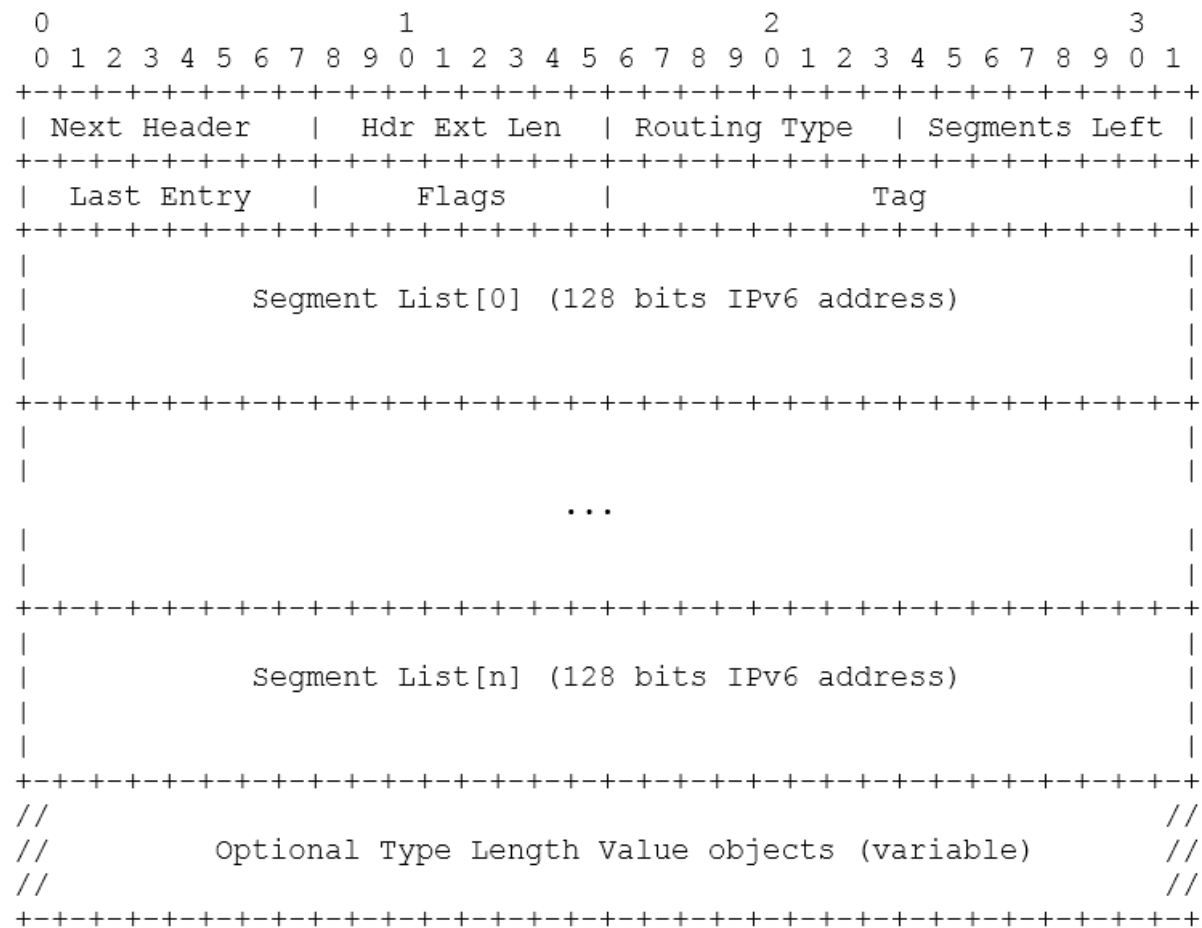 0                   1                   2                   3
 0 1 2 3 4 5 6 7 8 9 0 1 2 3 4 5 6 7 8 9 0 1 2 3 4 5 6 7 8 9 0 1
+-+-+-+-+-+-+-+-+-+-+-+-+-+-+-+-+-+-+-+-+-+-+-+-+-+-+-+-+-+-+-+-+
| Next Header   |  Hdr Ext Len  | Routing Type  | Segments Left |
+-+-+-+-+-+-+-+-+-+-+-+-+-+-+-+-+-+-+-+-+-+-+-+-+-+-+-+-+-+-+-+-+
|  Last Entry   |     Flags     |              Tag              |
+-+-+-+-+-+-+-+-+-+-+-+-+-+-+-+-+-+-+-+-+-+-+-+-+-+-+-+-+-+-+-+-+
|                                                               |
|            Segment List[0] (128 bits IPv6 address)            |
|                                                               |
|                                                               |
+-+-+-+-+-+-+-+-+-+-+-+-+-+-+-+-+-+-+-+-+-+-+-+-+-+-+-+-+-+-+-+-+
|                                                               |
|                                                               |
                              ...
|                                                               |
|                                                               |
+-+-+-+-+-+-+-+-+-+-+-+-+-+-+-+-+-+-+-+-+-+-+-+-+-+-+-+-+-+-+-+-+
|                                                               |
|            Segment List[n] (128 bits IPv6 address)            |
|                                                               |
|                                                               |
+-+-+-+-+-+-+-+-+-+-+-+-+-+-+-+-+-+-+-+-+-+-+-+-+-+-+-+-+-+-+-+-+
//                                                             //
//         Optional Type Length Value objects (variable)       //
//                                                             //
+-+-+-+-+-+-+-+-+-+-+-+-+-+-+-+-+-+-+-+-+-+-+-+-+-+-+-+-+-+-+-+-+